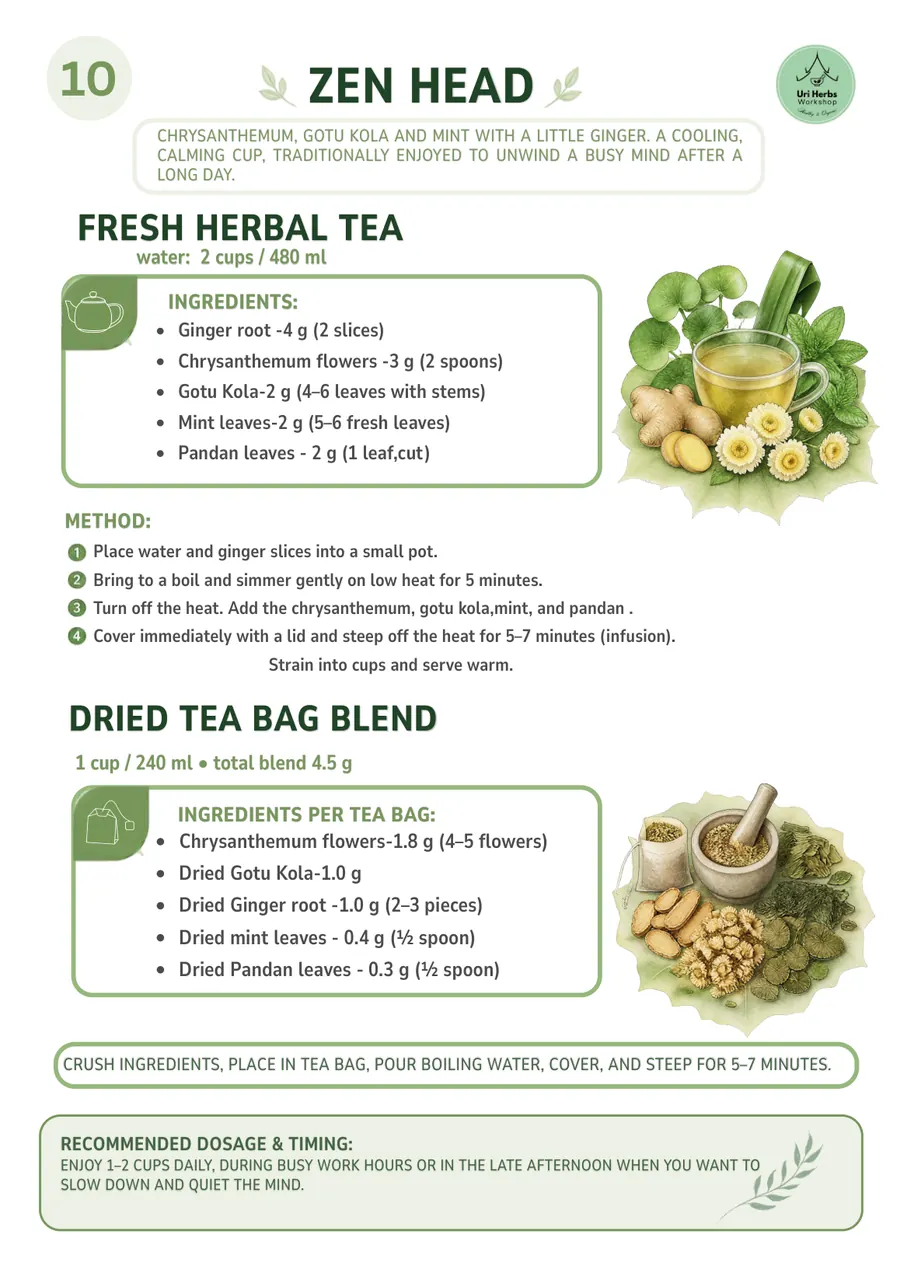 10
ZEN HEAD
Uri Herbs
Workshop
Healthy & Organic
CHRYSANTHEMUM, GOTU KOLA AND MINT WITH A LITTLE GINGER. A COOLING,
CALMING CUP, TRADITIONALLY ENJOYED TO UNWIND A BUSY MIND AFTER A
LONG DAY.
FRESH HERBAL TEA
water: 2 cups / 480 ml
INGREDIENTS:
• Ginger root -4 g (2 slices)
• Chrysanthemum flowers -3 g (2 spoons)
• Gotu Kola-2 g (4–6 leaves with stems)
• Mint leaves-2 g (5–6 fresh leaves)
• Pandan leaves - 2 g (1 leaf,cut)
METHOD:
1 Place water and ginger slices into a small pot.
2 Bring to a boil and simmer gently on low heat for 5 minutes.
3 Turn off the heat. Add the chrysanthemum, gotu kola,mint, and pandan .
4 Cover immediately with a lid and steep off the heat for 5–7 minutes (infusion).
Strain into cups and serve warm.
DRIED TEA BAG BLEND
1 cup / 240 ml • total blend 4.5 g
INGREDIENTS PER TEA BAG:
• Chrysanthemum flowers-1.8 g (4–5 flowers)
• Dried Gotu Kola-1.0 g
• Dried Ginger root -1.0 g (2–3 pieces)
• Dried mint leaves - 0.4 g (½ spoon)
• Dried Pandan leaves - 0.3 g (½ spoon)
CRUSH INGREDIENTS, PLACE IN TEA BAG, POUR BOILING WATER, COVER, AND STEEP FOR 5–7 MINUTES.
RECOMMENDED DOSAGE & TIMING:
ENJOY 1–2 CUPS DAILY, DURING BUSY WORK HOURS OR IN THE LATE AFTERNOON WHEN YOU WANT TO
SLOW DOWN AND QUIET THE MIND.